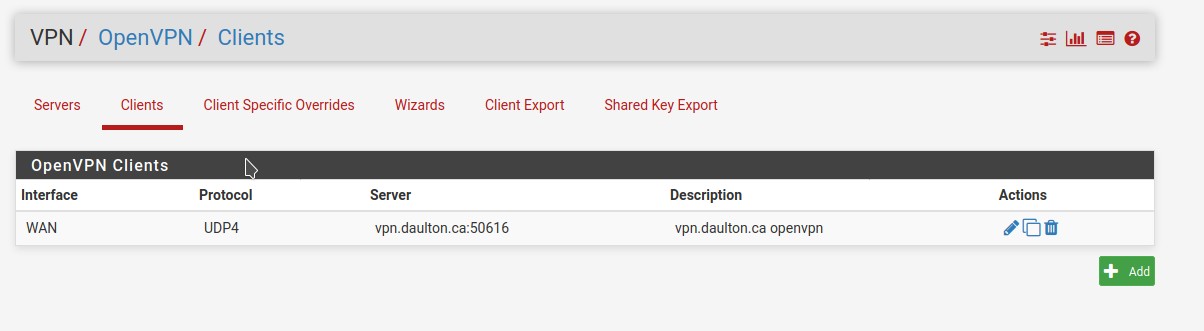 VPN / OpenVPN / Clients
Servers Clients Client Specific Overrides Wizards Client Export Shared Key Export
OpenVPN Clients
Interface Protocol Server Description Actions
WAN UDP4 vpn.daulton.ca:50616 vpn.daulton.ca openvpn
Add